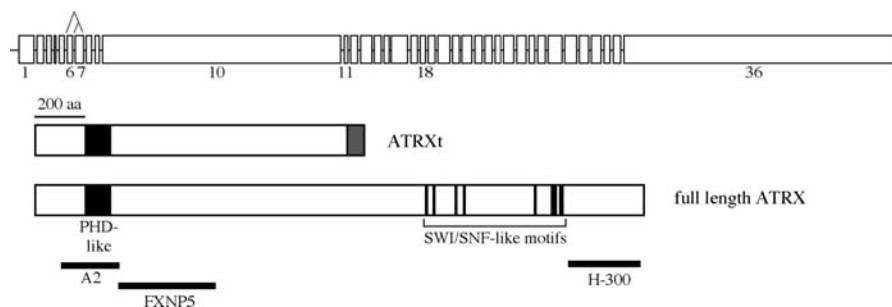 1 6 7 10 11 18 36
200 aa
ATRXt
full length ATRX
PHD-
like
SWI/SNF-like motifs
A2
H-300
FXNP5